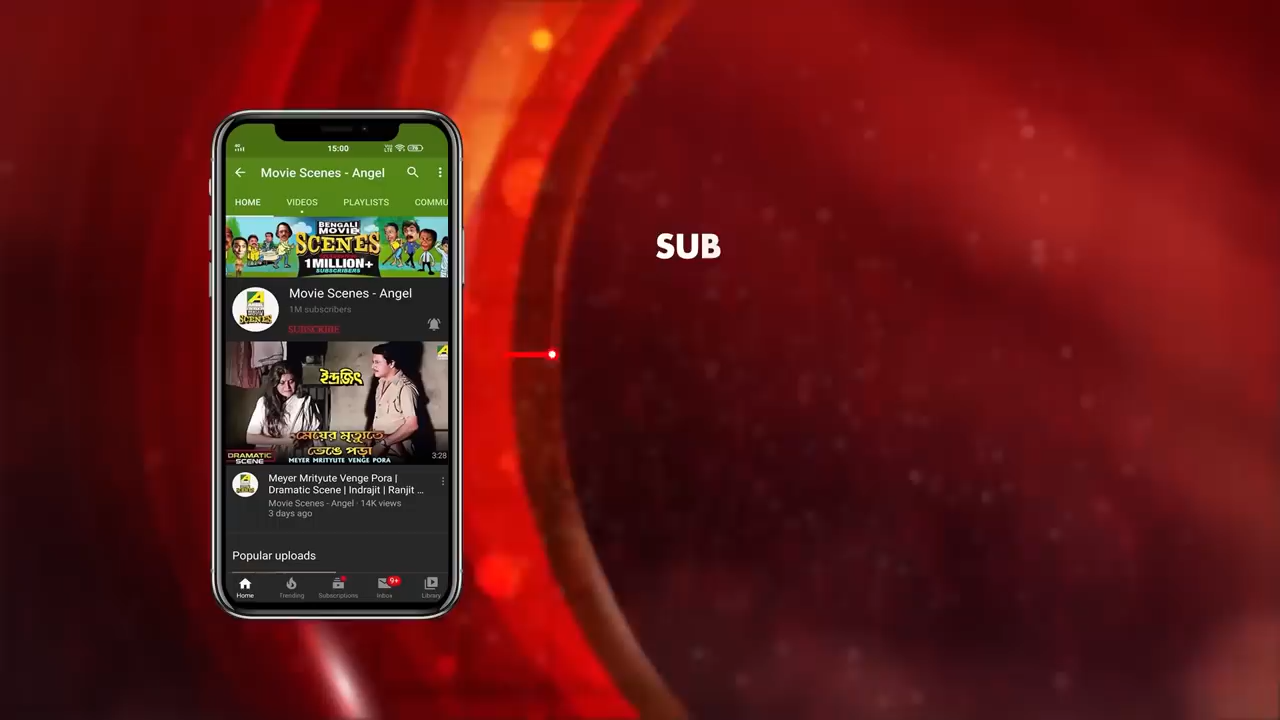 15:00
Movie Scenes - Angel
HOME VIDEOS PLAYLISTS COMMU
BENGALI
MOVIE
SCENES
1MILLION+
SUBSCRIBERS
Movie Scenes - Angel
1M subscribers
SUBSCRIBE
ইন্দ্রজিৎ
মেয়ের মৃত্যুতে
ভেঙে পড়া
DRAMATIC
SCENE
MEYER MRITYUTE VENGE PORA
3:28
Meyer Mrityute Venge Pora |
Dramatic Scene | Indrajit | Ranjit ...
Movie Scenes - Angel · 14K views
3 days ago
Popular uploads
9+
Home Trending Subscriptions Inbox Library
SUB